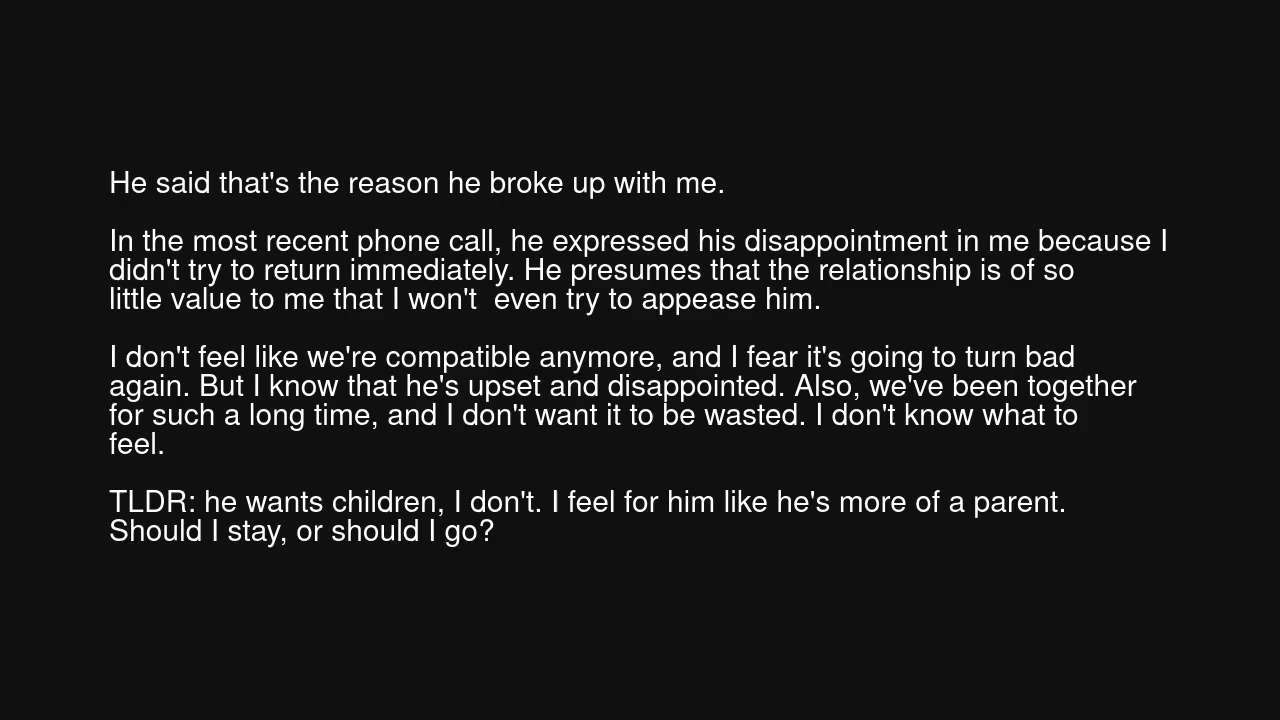 He said that's the reason he broke up with me.
In the most recent phone call, he expressed his disappointment in me because I
didn't try to return immediately. He presumes that the relationship is of so
little value to me that I won't  even try to appease him.
I don't feel like we're compatible anymore, and I fear it's going to turn bad
again. But I know that he's upset and disappointed. Also, we've been together
for such a long time, and I don't want it to be wasted. I don't know what to
feel.
TLDR: he wants children, I don't. I feel for him like he's more of a parent.
Should I stay, or should I go?